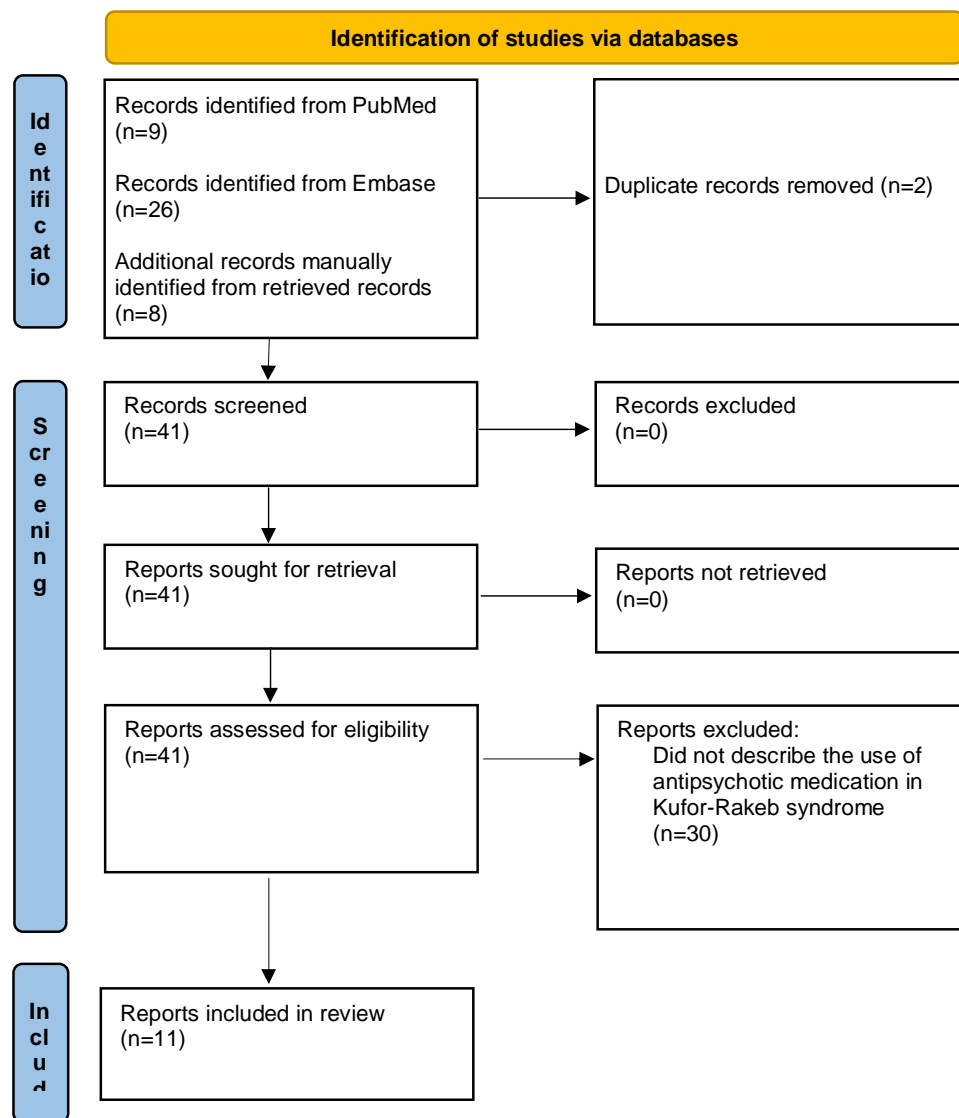 Identification of studies via databases
Id
e
ntif
ic
at
io
Records identified from PubMed
(n=9)
Records identified from Embase
(n=26)
Additional records manually
identified from retrieved records
(n=8)
Duplicate records removed (n=2)
S
cr
e
e
ni
n
g
Records screened
(n=41)
Records excluded
(n=0)
Reports sought for retrieval
(n=41)
Reports not retrieved
(n=0)
Reports assessed for eligibility
(n=41)
Reports excluded:
Did not describe the use of
antipsychotic medication in
Kufor-Rakeb syndrome
(n=30)
In
cl
u
d
Reports included in review
(n=11)